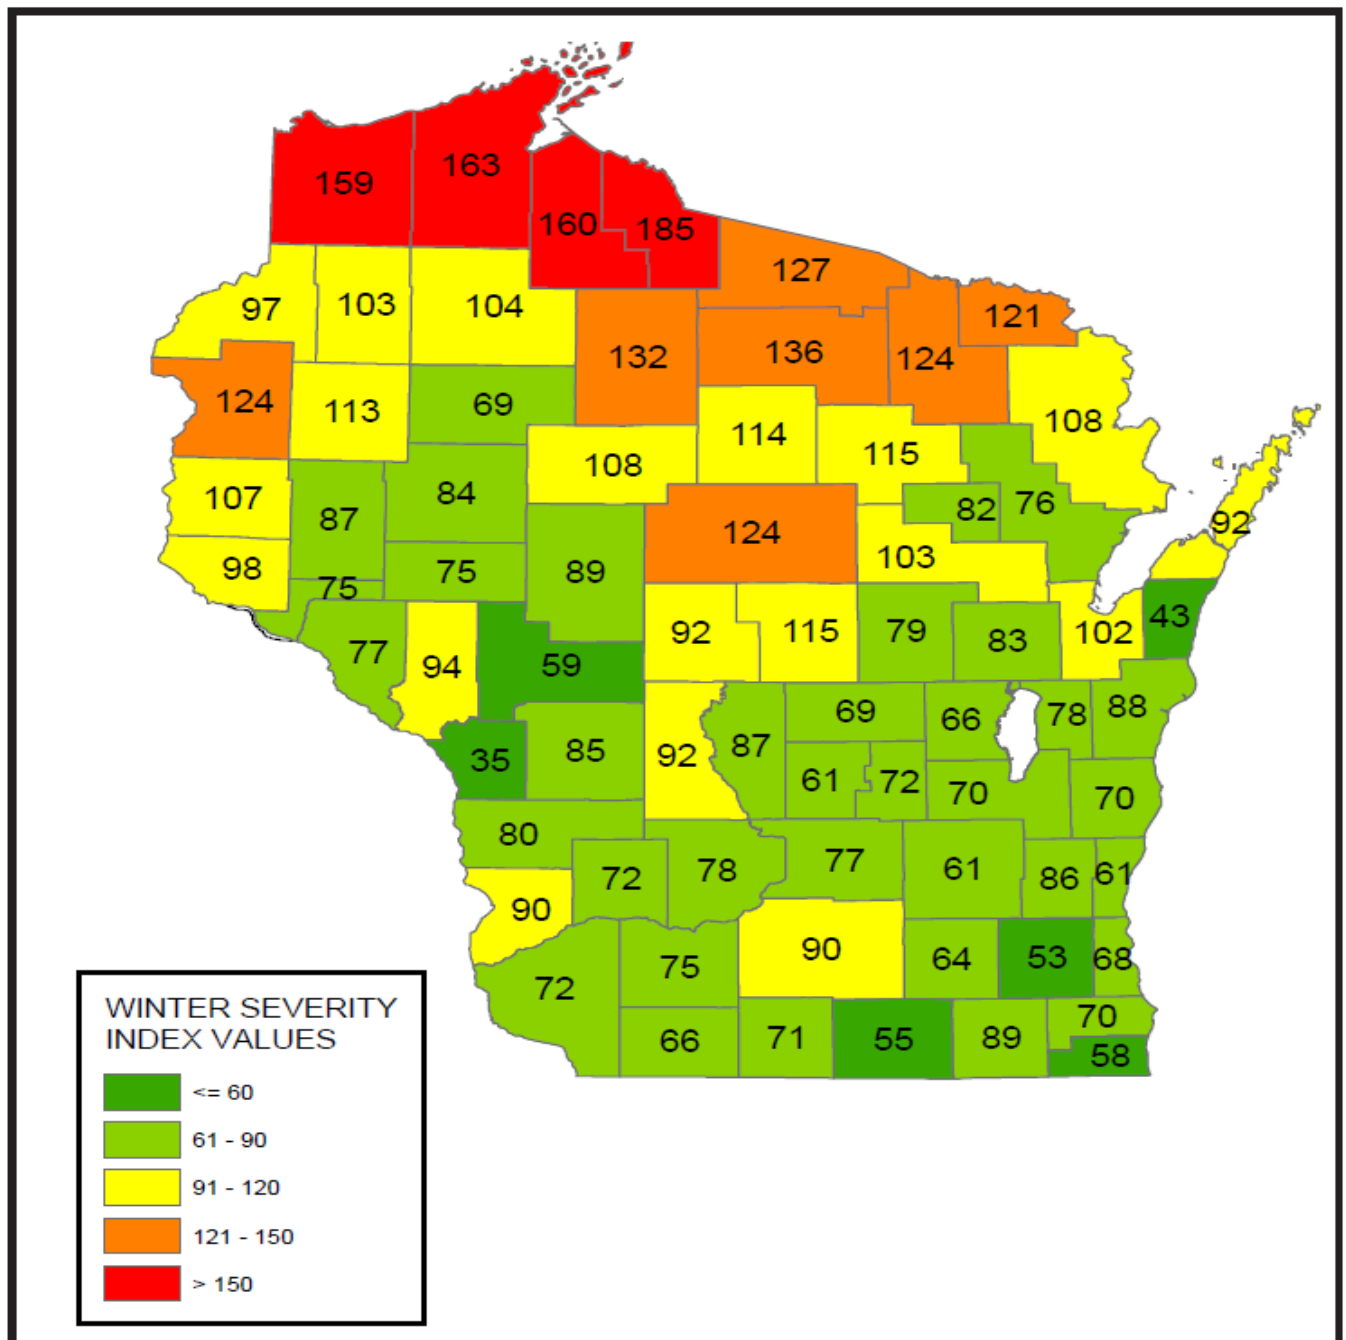 159 163
160 185
127
97 103 104
121
132 136 124
124 113 69
108
114 115
108
107 87 84
82 76
92
124 103
98 75 75 89
92 115 79 83 102 43
77 94 59
69 66 78 88
35 85 92 87
61 72 70 70
80
72 78 77 61 86 61
90
72 75 90 64 53 68
66 71 55 89 70
58
WINTER SEVERITY
INDEX VALUES
<= 60
61 - 90
91 - 120
121 - 150
> 150